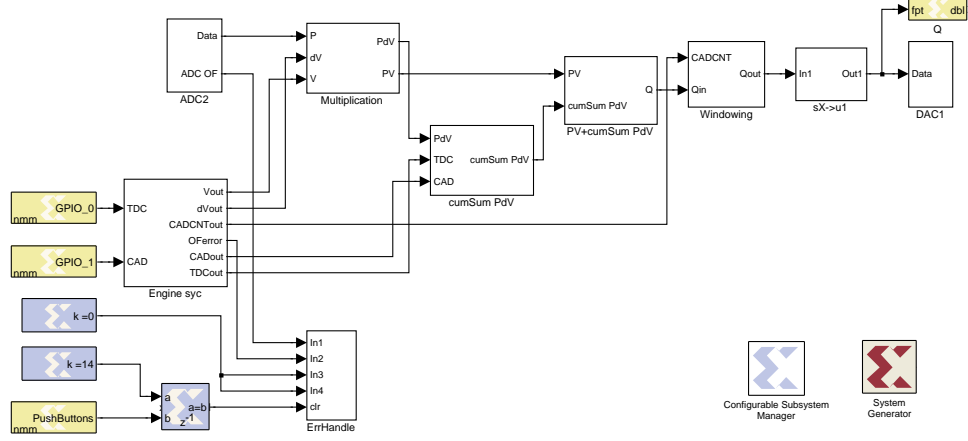 fpt dbl
Q
Data
ADC OF
ADC2
P
dV
V
PdV
PV
Multiplication
PV
cumSum PdV
Q
PV+cumSum PdV
CADCNT
Qin
Qout
Windowing
In1
Out1
sX->u1
Data
DAC1
PdV
TDC
CAD
cumSum PdV
cumSum PdV
GPIO_0
nmm
GPIO_1
nmm
TDC
CAD
Vout
dVout
CADCNTout
OFerror
CADout
TDCout
Engine syc
k =0
k =14
PushButtons
nmm
a
b
a=b
z-1
In1
In2
In3
In4
clr
ErrHandle
Configurable Subsystem
Manager
System
Generator